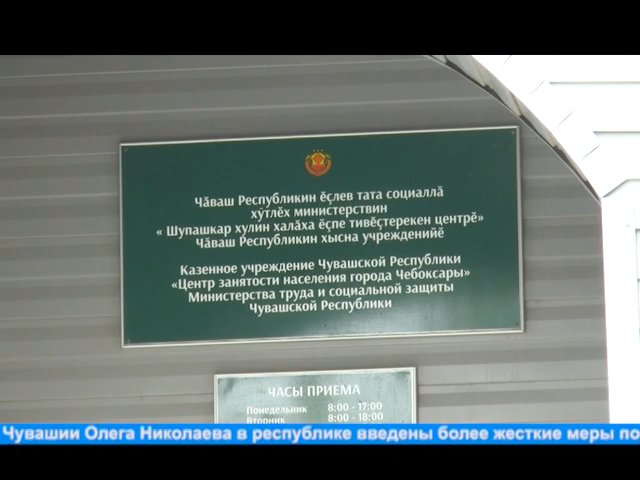 Чӑваш Республикин ӗҫлев тата социаллӑ
хӳтлӗх министерствин
« Шупашкар хулин халӑха ӗҫпе тивӗҫтерекен центрӗ»
Чӑваш Республикин хысна учрежденийӗ
Казенное учреждение Чувашской Республики
«Центр занятости населения города Чебоксары»
Министерства труда и социальной защиты
Чувашской Республики
ЧАСЫ ПРИЕМА
Понедельник 8:00 - 17:00
Вторник 8:00 - 18:00
Чувашии Олега Николаева в республике введены более жесткие меры по